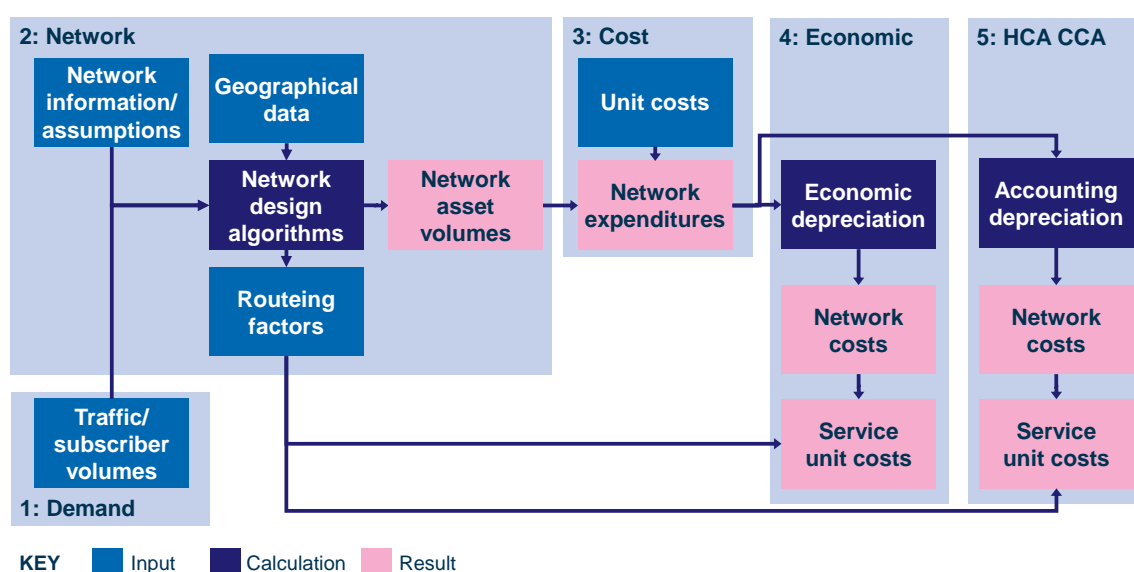 2: Network
Network
information/
assumptions
Geographical
data
Network
design
algorithms
Network
asset
volumes
Routeing
factors
Traffic/
subscriber
volumes
1: Demand
3: Cost
Unit costs
Network
expenditures
4: Economic
Economic
depreciation
Network
costs
Service
unit costs
5: HCA CCA
Accounting
depreciation
Network
costs
Service
unit costs
KEY
Input
Calculation
Result